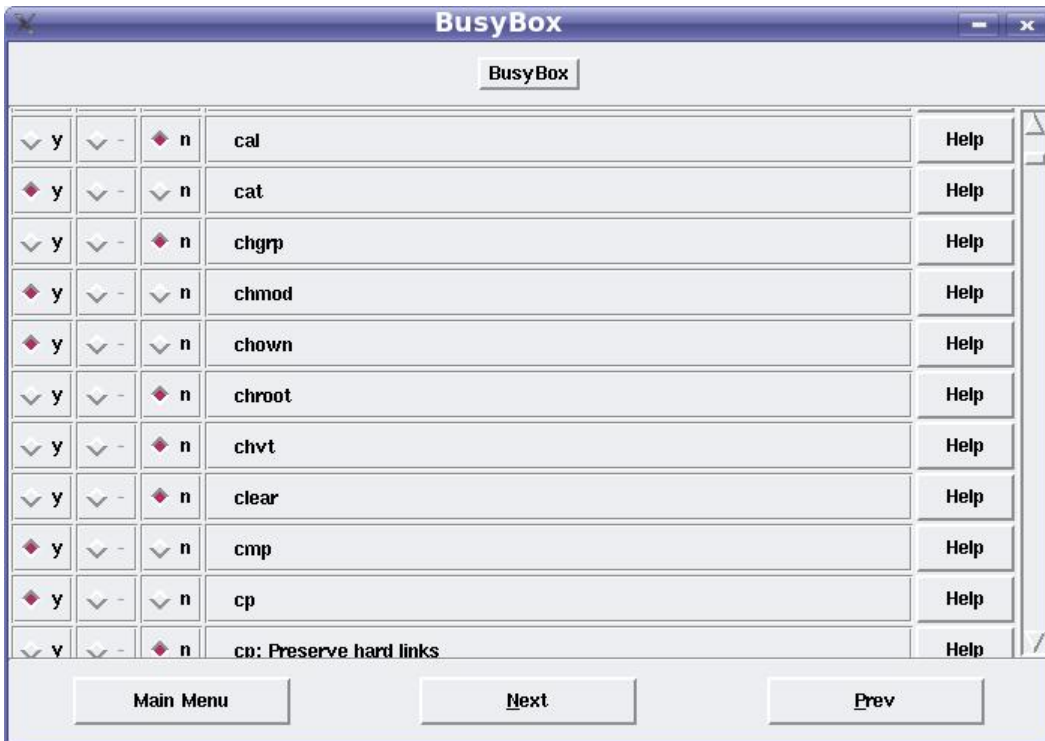 BusyBox
BusyBox
y - n cal Help
y - n cat Help
y - n chgrp Help
y - n chmod Help
y - n chown Help
y - n chroot Help
y - n chvt Help
y - n clear Help
y - n cmp Help
y - n cp Help
y - n cp: Preserve hard links Help
Main Menu Next Prev